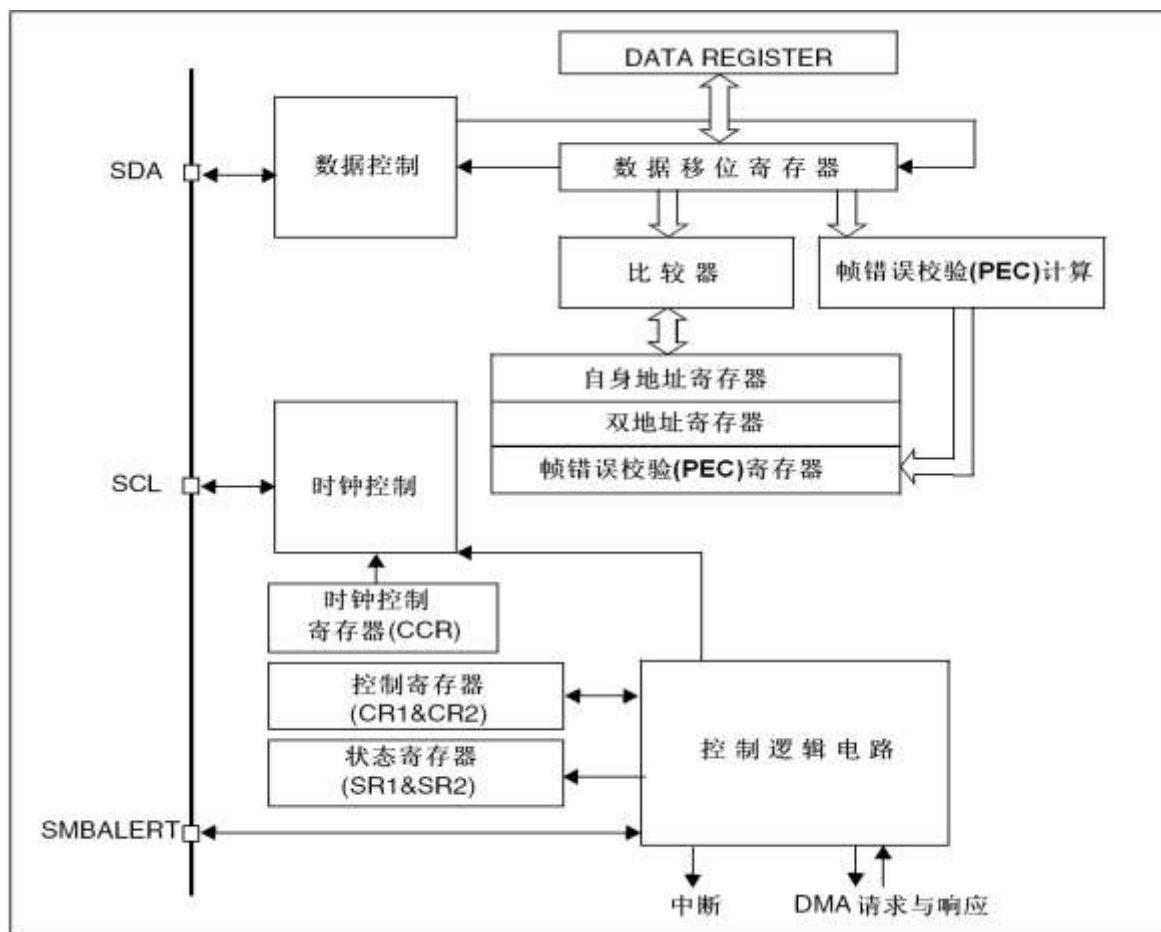 DATA REGISTER
SDA
数据控制
数据移位寄存器
比较器
帧错误校验(PEC)计算
自身地址寄存器
双地址寄存器
帧错误校验(PEC)寄存器
SCL
时钟控制
时钟控制
寄存器(CCR)
控制寄存器
(CR1&CR2)
控制逻辑电路
状态寄存器
(SR1&SR2)
SMBALERT
中断
DMA 请求与响应